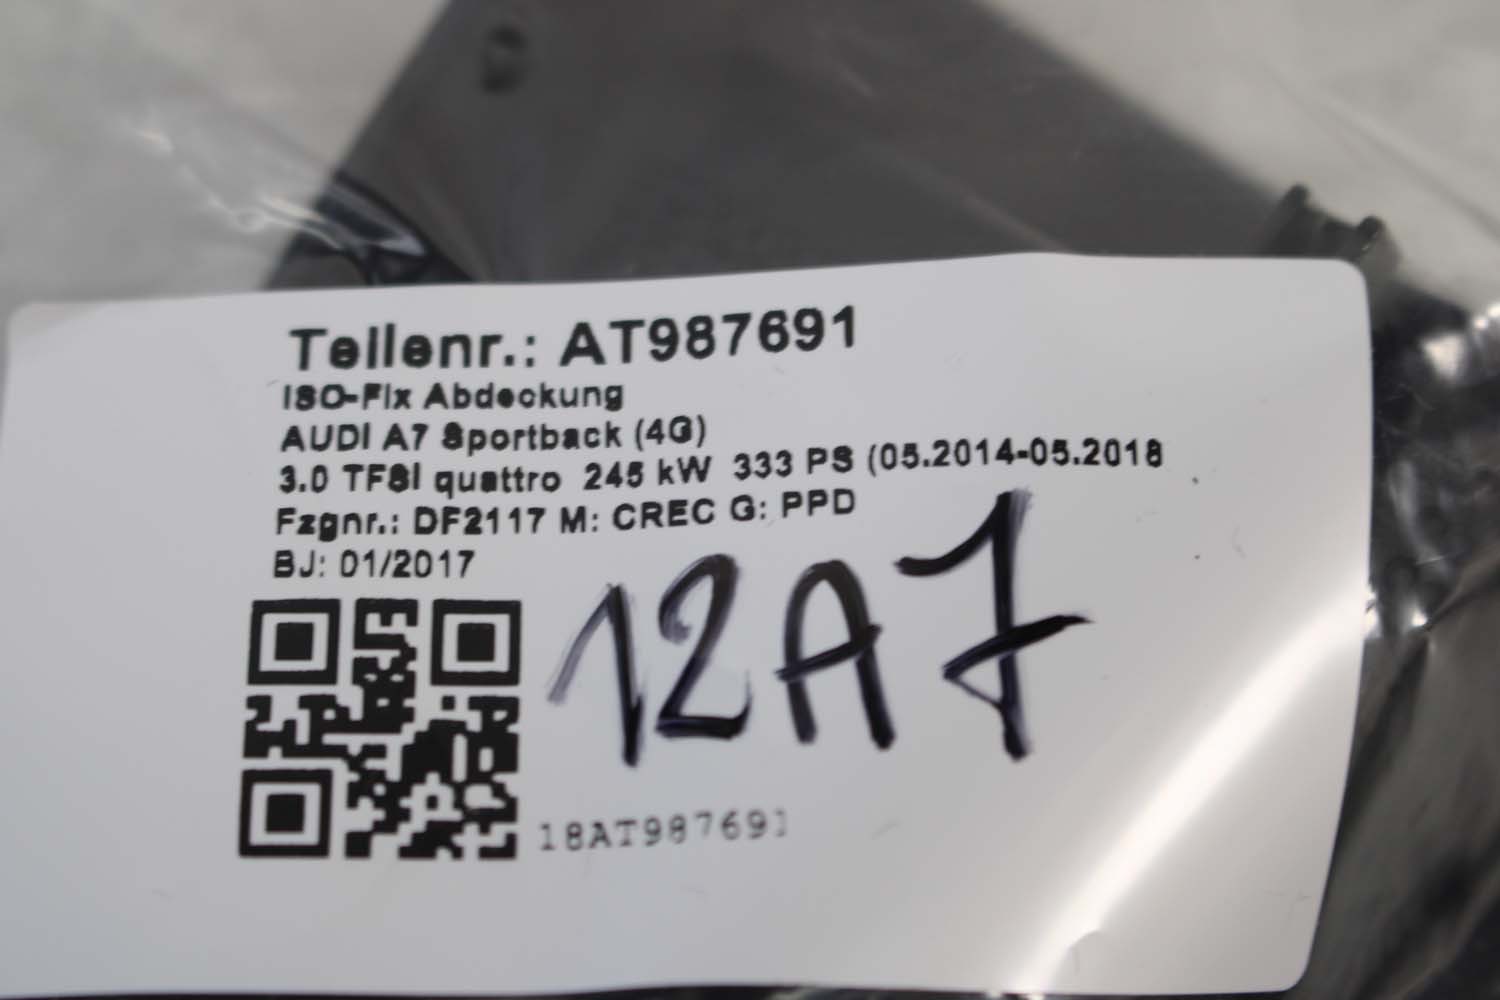 Teilenr.: AT987691
ISO-Fix Abdeckung
AUDI A7 Sportback (4G)
3.0 TFSI quattro 245 kW 333 PS (05.2014-05.2018
Fzgnr.: DF2117 M: CREC G: PPD
BJ: 01/2017
12A7
18AT987691